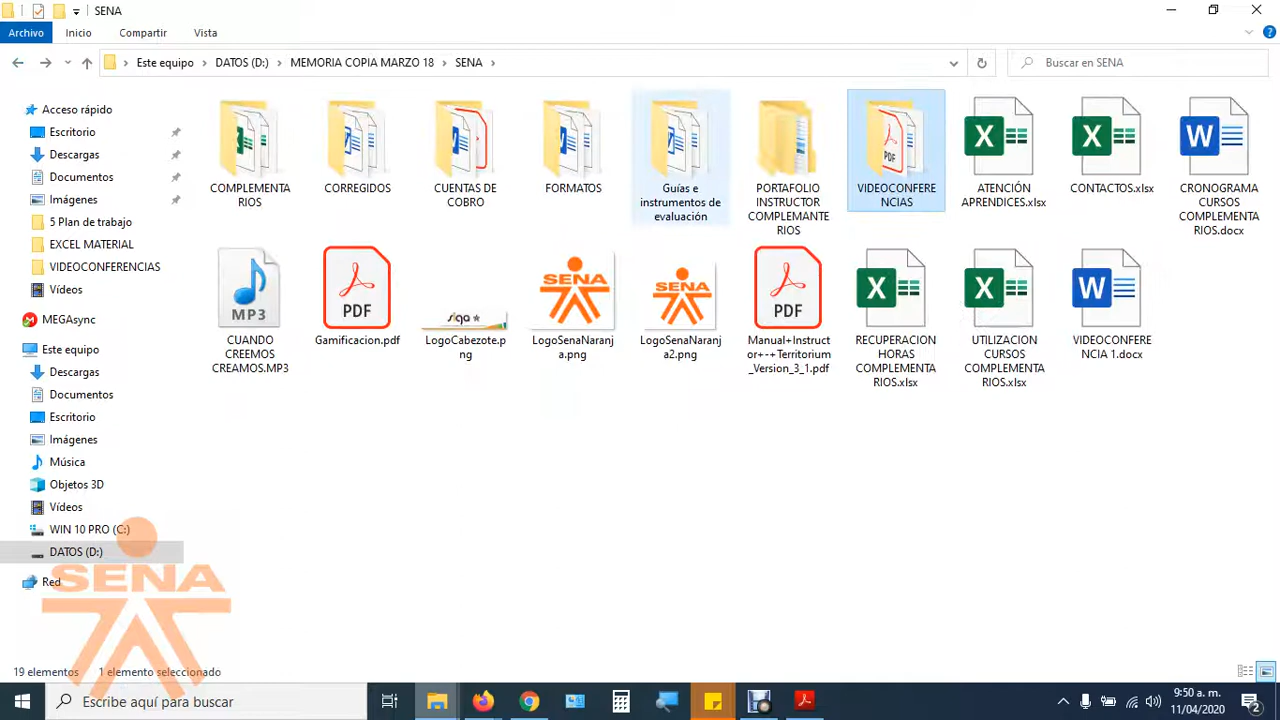 SENA
Archivo
Inicio
Compartir
Vista
Este equipo
DATOS (D:)
MEMORIA COPIA MARZO 18
SENA
Buscar en SENA
Acceso rápido
Escritorio
Descargas
Documentos
Imágenes
5 Plan de trabajo
EXCEL MATERIAL
VIDEOCONFERENCIAS
Vídeos
MEGAsync
Este equipo
Descargas
Documentos
Escritorio
Imágenes
Música
Objetos 3D
Vídeos
WIN 10 PRO (C:)
DATOS (D:)
Red
SENA
COMPLEMENTA
RIOS
CORREGIDOS
CUENTAS DE
COBRO
FORMATOS
Guías e
instrumentos de
evaluación
PORTAFOLIO
INSTRUCTOR
COMPLEMANTE
RIOS
PDF
VIDEOCONFERE
NCIAS
X
ATENCIÓN
APRENDICES.xlsx
X
CONTACTOS.xlsx
W
CRONOGRAMA
CURSOS
COMPLEMENTA
RIOS.docx
MP3
CUANDO
CREEMOS
CREAMOS.MP3
PDF
Gamificacion.pdf
siga
LogoCabezote.p
ng
SENA
LogoSenaNaranj
a.png
SENA
LogoSenaNaranj
a2.png
PDF
Manual+Instruct
or+-+Territorium
_Version_3_1.pdf
X
RECUPERACION
HORAS
COMPLEMENTA
RIOS.xlsx
X
UTILIZACION
CURSOS
COMPLEMENTA
RIOS.xlsx
W
VIDEOCONFERE
NCIA 1.docx
19 elementos
1 elemento seleccionado
Escribe aquí para buscar
9:50 a. m.
11/04/2020
2